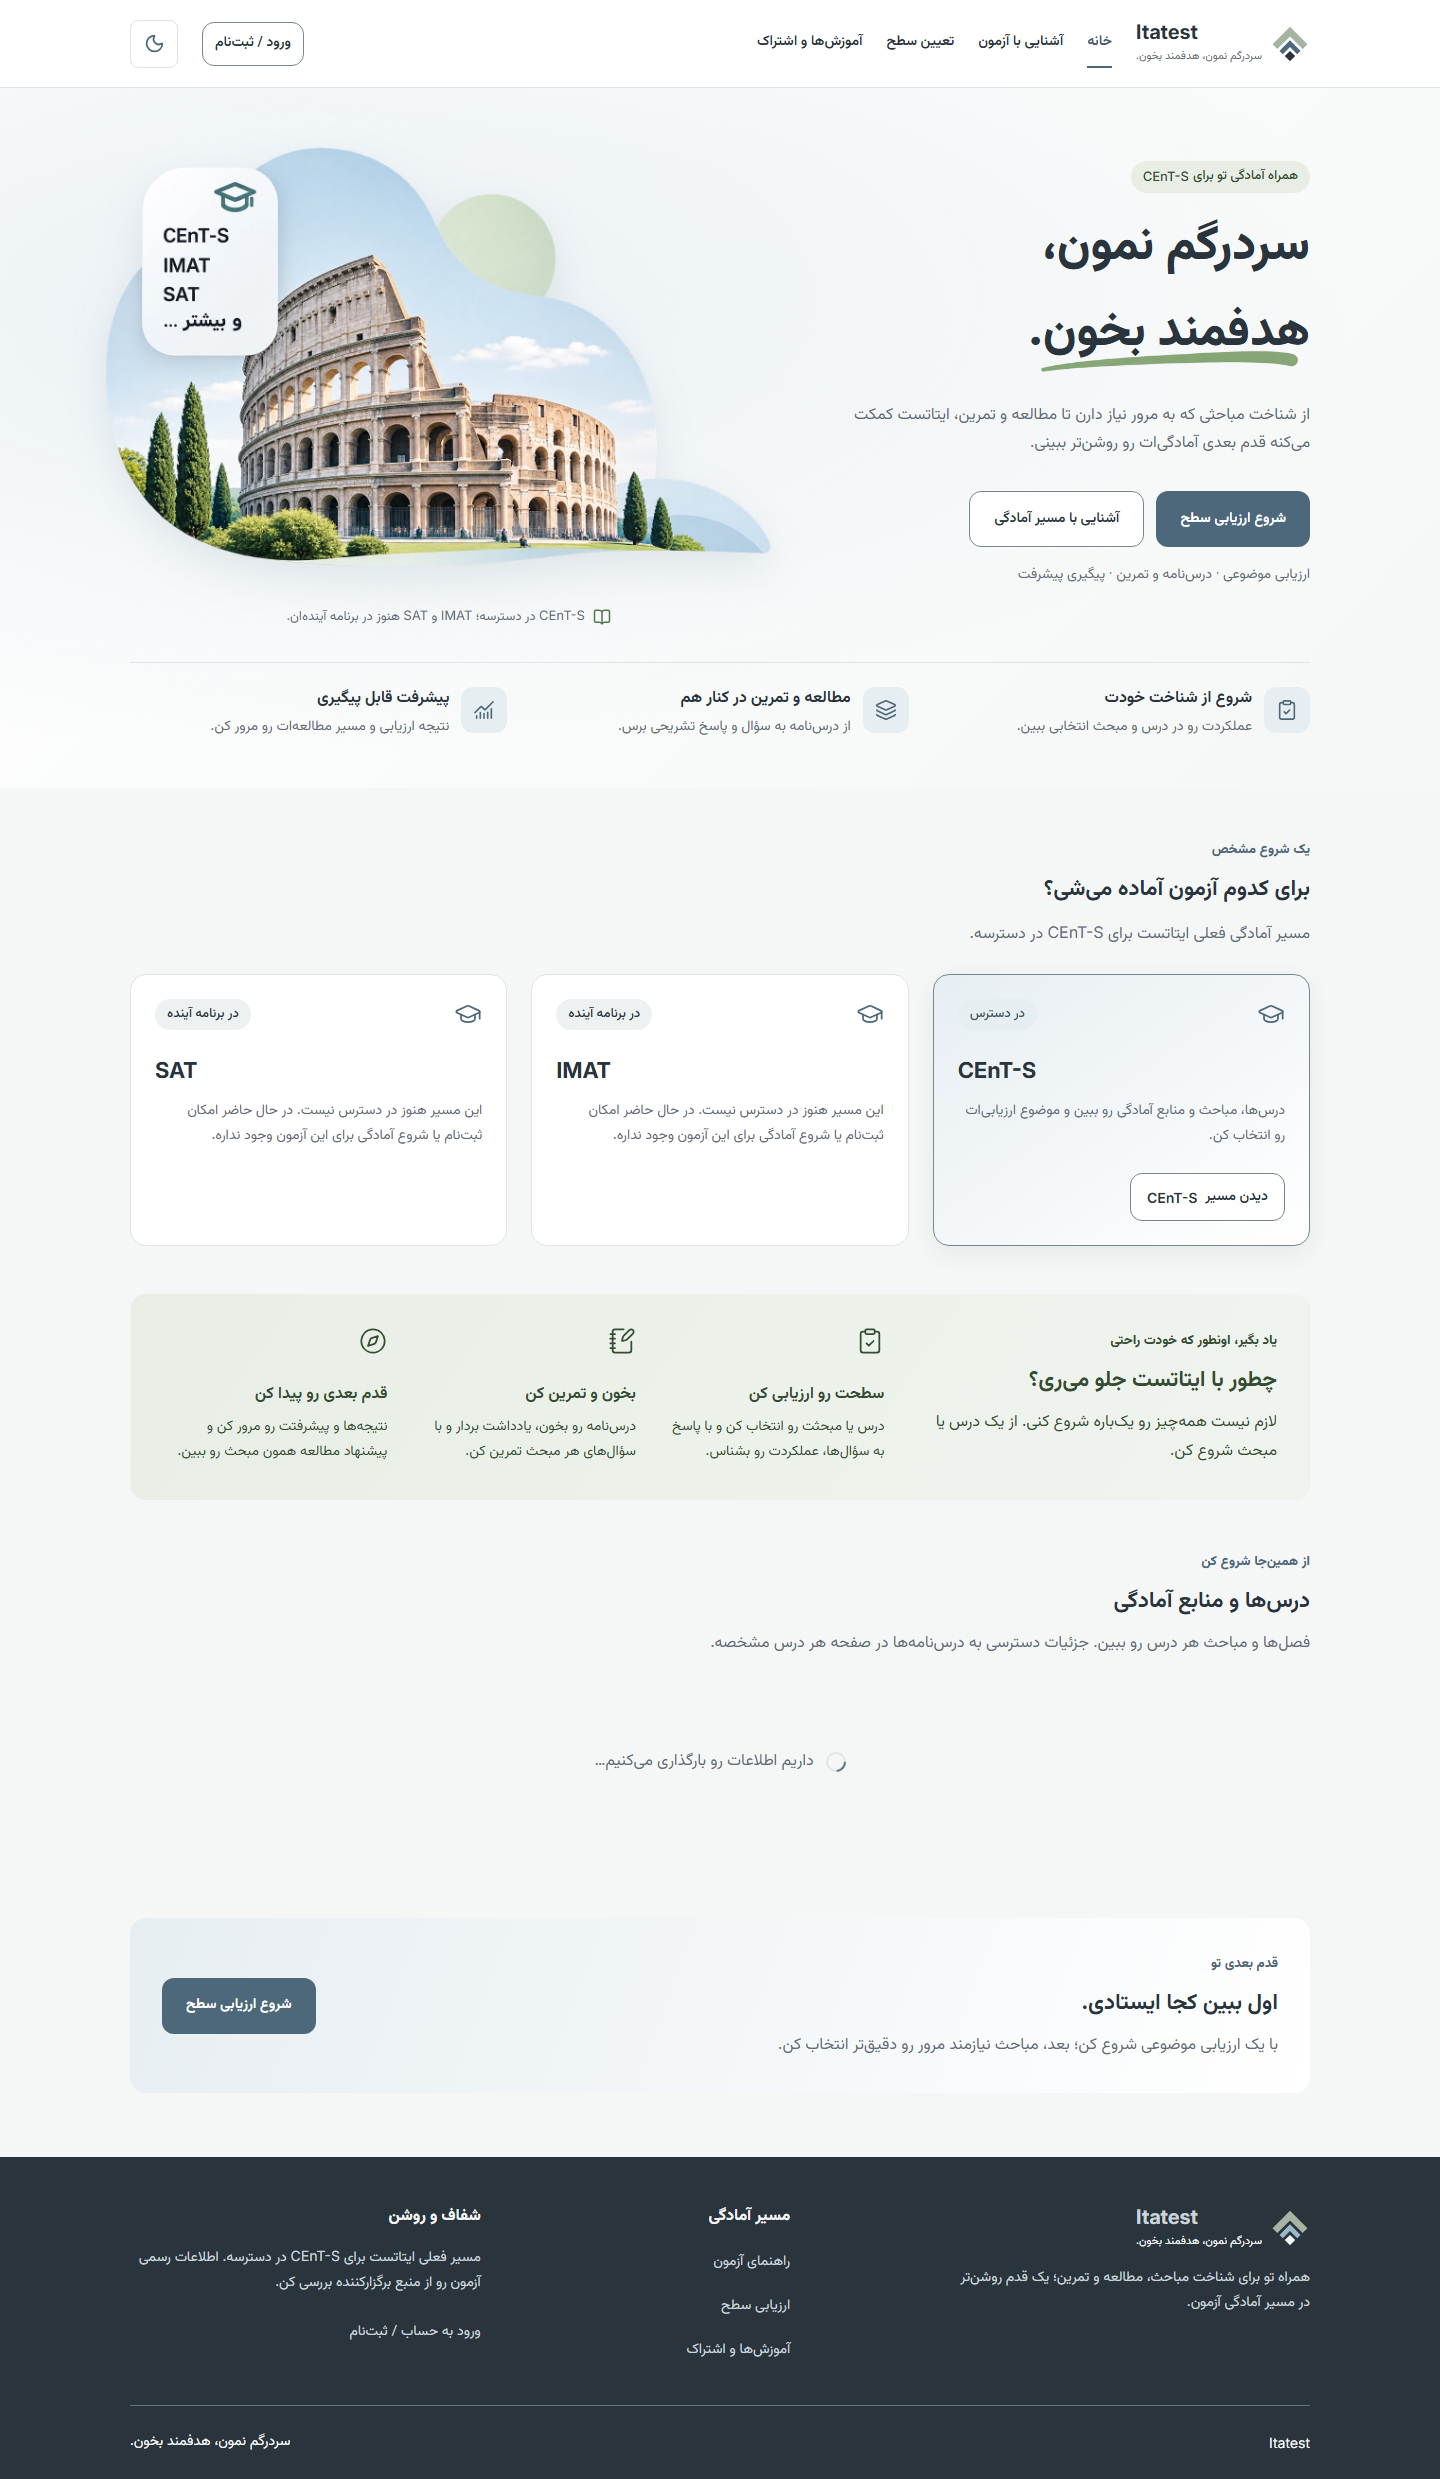 Itatest
سردرگم نمون، هدفمند بخون.
خانه
آشنایی با آزمون
تعیین سطح
آموزش‌ها و اشتراک
ورود / ثبت‌نام
همراه آمادگی تو برای CEnT-S
سردرگم نمون،
هدفمند بخون.
از شناخت مباحثی که به مرور نیاز دارن تا مطالعه و تمرین، ایتاتست کمکت
می‌کنه قدم بعدی آمادگی‌ات رو روشن‌تر ببینی.
شروع ارزیابی سطح
آشنایی با مسیر آمادگی
ارزیابی موضوعی · درس‌نامه و تمرین · پیگیری پیشرفت
CEnT-S
IMAT
SAT
و بیشتر ...
CEnT-S در دسترسه؛ IMAT و SAT هنوز در برنامه آینده‌ان.
شروع از شناخت خودت
عملکردت رو در درس و مبحث انتخابی ببین.
مطالعه و تمرین در کنار هم
از درس‌نامه به سؤال و پاسخ تشریحی برس.
پیشرفت قابل پیگیری
نتیجه ارزیابی و مسیر مطالعه‌ات رو مرور کن.
یک شروع مشخص
برای کدوم آزمون آماده می‌شی؟
مسیر آمادگی فعلی ایتاتست برای CEnT-S در دسترسه.
در دسترس
CEnT-S
درس‌ها، مباحث و منابع آمادگی رو ببین و موضوع ارزیابی‌ات
رو انتخاب کن.
دیدن مسیر CEnT-S
در برنامه آینده
IMAT
این مسیر هنوز در دسترس نیست. در حال حاضر امکان
ثبت‌نام یا شروع آمادگی برای این آزمون وجود نداره.
در برنامه آینده
SAT
این مسیر هنوز در دسترس نیست. در حال حاضر امکان
ثبت‌نام یا شروع آمادگی برای این آزمون وجود نداره.
یاد بگیر، اونطور که خودت راحتی
چطور با ایتاتست جلو می‌ری؟
لازم نیست همه‌چیز رو یک‌باره شروع کنی. از یک درس یا
مبحث شروع کن.
سطحت رو ارزیابی کن
درس یا مبحثت رو انتخاب کن و با پاسخ
به سؤال‌ها، عملکردت رو بشناس.
بخون و تمرین کن
درس‌نامه رو بخون، یادداشت بردار و با
سؤال‌های هر مبحث تمرین کن.
قدم بعدی رو پیدا کن
نتیجه‌ها و پیشرفتت رو مرور کن و
پیشنهاد مطالعه همون مبحث رو ببین.
از همین‌جا شروع کن
درس‌ها و منابع آمادگی
فصل‌ها و مباحث هر درس رو ببین. جزئیات دسترسی به درس‌نامه‌ها در صفحه هر درس مشخصه.
داریم اطلاعات رو بارگذاری می‌کنیم...
قدم بعدی تو
اول ببین کجا ایستادی.
با یک ارزیابی موضوعی شروع کن؛ بعد، مباحث نیازمند مرور رو دقیق‌تر انتخاب کن.
شروع ارزیابی سطح
Itatest
سردرگم نمون، هدفمند بخون.
همراه تو برای شناخت مباحث، مطالعه و تمرین؛ یک قدم روشن‌تر
در مسیر آمادگی آزمون.
مسیر آمادگی
راهنمای آزمون
ارزیابی سطح
آموزش‌ها و اشتراک
شفاف و روشن
مسیر فعلی ایتاتست برای CEnT-S در دسترسه. اطلاعات رسمی
آزمون رو از منبع برگزارکننده بررسی کن.
ورود به حساب / ثبت‌نام
Itatest
سردرگم نمون، هدفمند بخون.